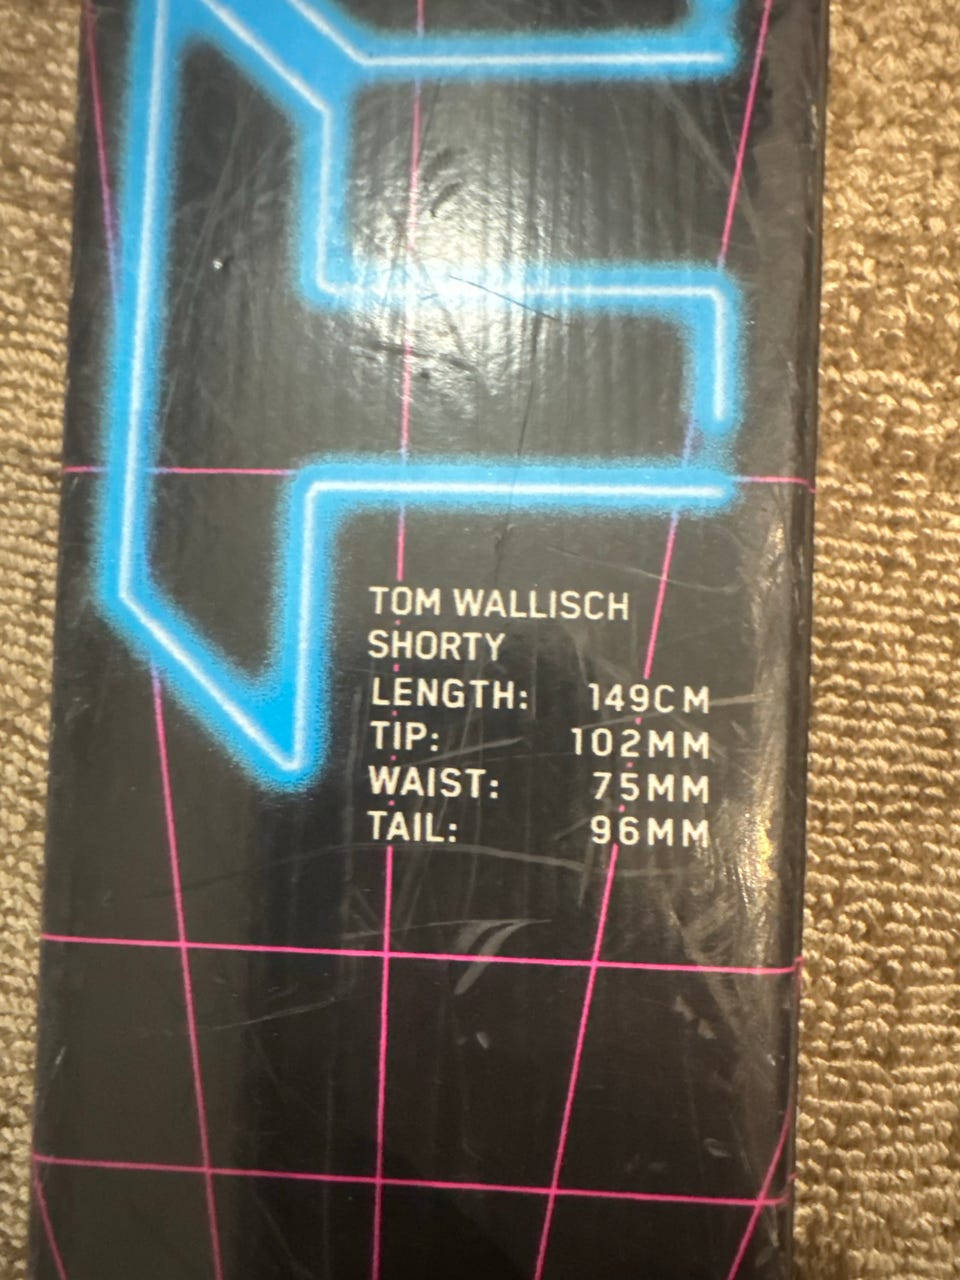 TOM WALLISCH
SHORTY
LENGTH: 149CM
TIP: 102MM
WAIST: 75MM
TAIL: 96MM